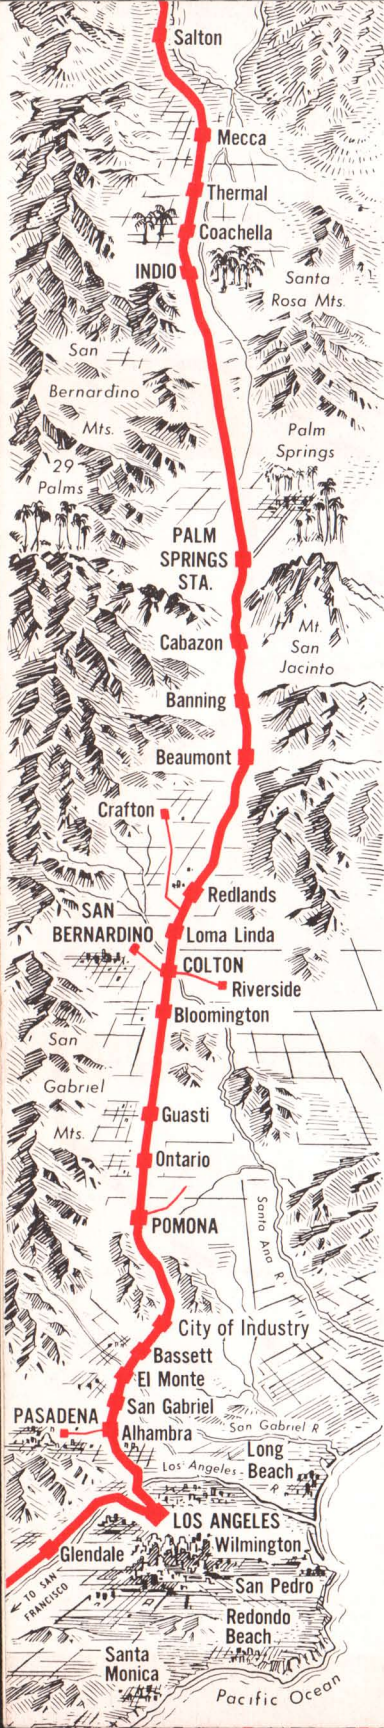 Salton
Mecca
Thermal
Coachella
INDIO
Santa
Rosa Mts.
San
Bernardino
Mts.
Palm
Springs
29
Palms
PALM
SPRINGS
STA.
Cabazon
Mt.
San
Jacinto
Banning
Beaumont
Crafton
Redlands
SAN
BERNARDINO
Loma Linda
COLTON
Riverside
Bloomington
San
Gabriel
Mts.
Guasti
Ontario
Santa Ana R.
POMONA
City of Industry
Bassett
El Monte
San Gabriel
PASADENA
Alhambra
San Gabriel R
Long
Beach
Los Angeles - R
LOS ANGELES
Glendale
Wilmington
San Pedro
← TO SAN
FRANCISCO
Redondo
Beach
Santa
Monica
Pacific Ocean